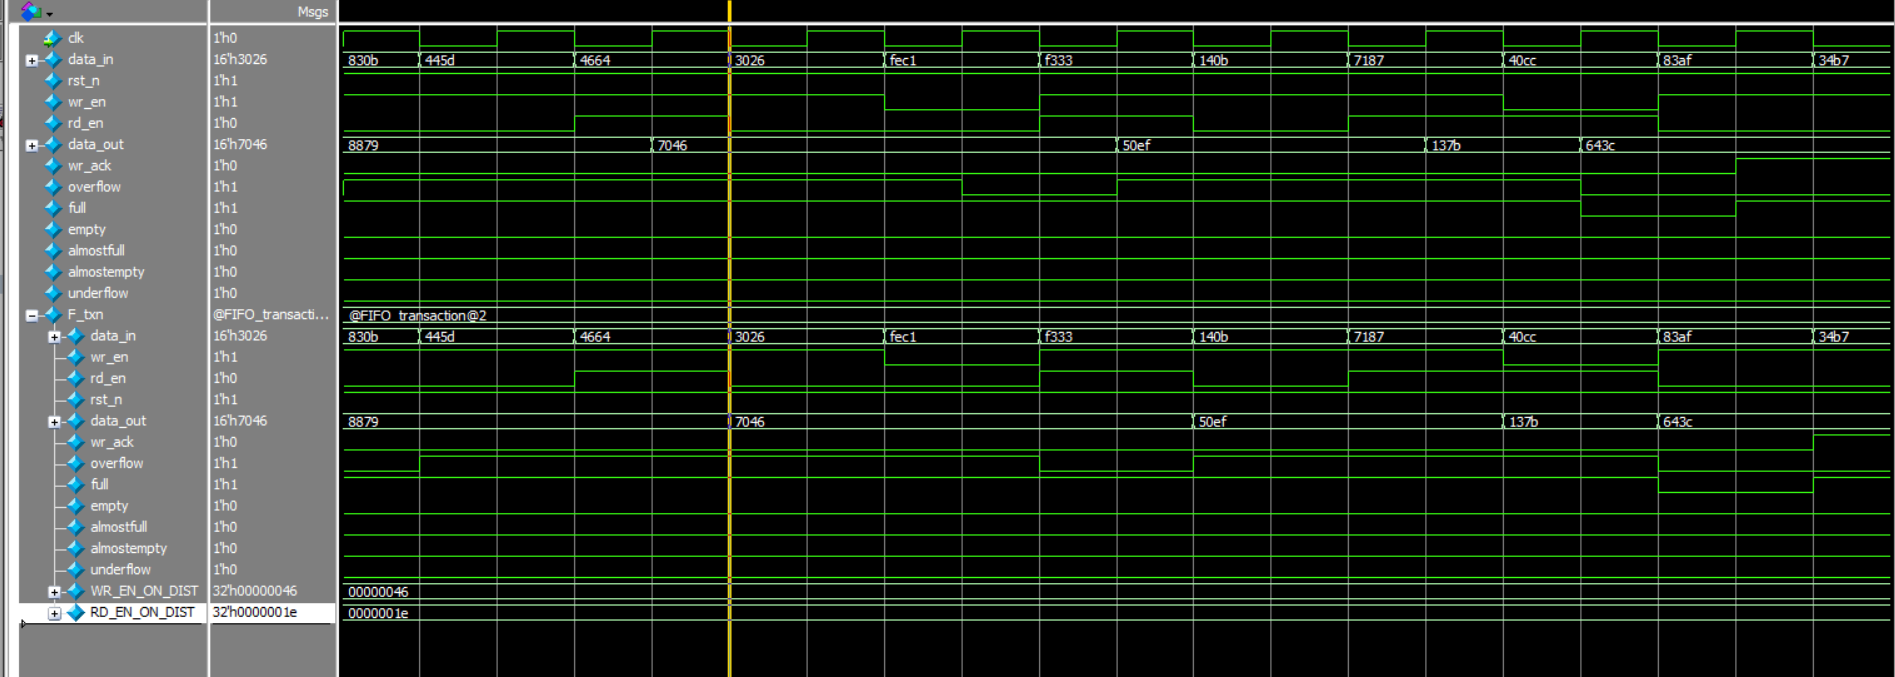 Msgs
clk 1'h0
data_in 16'h3026 830b 445d 4664 3026 fec1 f333 140b 7187 40cc 83af 34b7
rst_n 1'h1
wr_en 1'h1
rd_en 1'h0
data_out 16'h7046 8879 7046 50ef 137b 643c
wr_ack 1'h0
overflow 1'h1
full 1'h1
empty 1'h0
almostfull 1'h0
almostempty 1'h0
underflow 1'h0
F_txn @FIFO_transacti... @FIFO_transaction@2
data_in 16'h3026 830b 445d 4664 3026 fec1 f333 140b 7187 40cc 83af 34b7
wr_en 1'h1
rd_en 1'h0
rst_n 1'h1
data_out 16'h7046 8879 7046 50ef 137b 643c
wr_ack 1'h0
overflow 1'h1
full 1'h1
empty 1'h0
almostfull 1'h0
almostempty 1'h0
underflow 1'h0
WR_EN_ON_DIST 32'h00000046 00000046
RD_EN_ON_DIST 32'h0000001e 0000001e